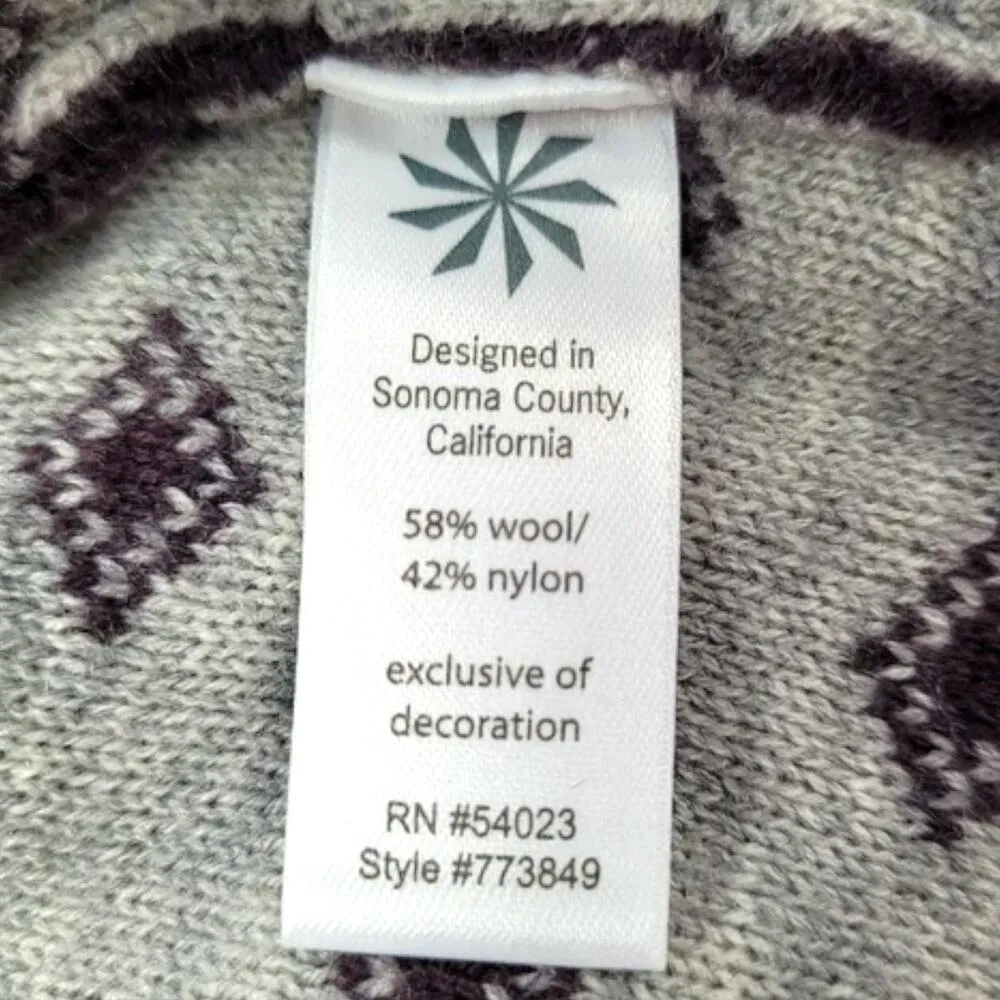 Designed in
Sonoma County,
California
58% wool/
42% nylon
exclusive of
decoration
RN #54023
Style #773849